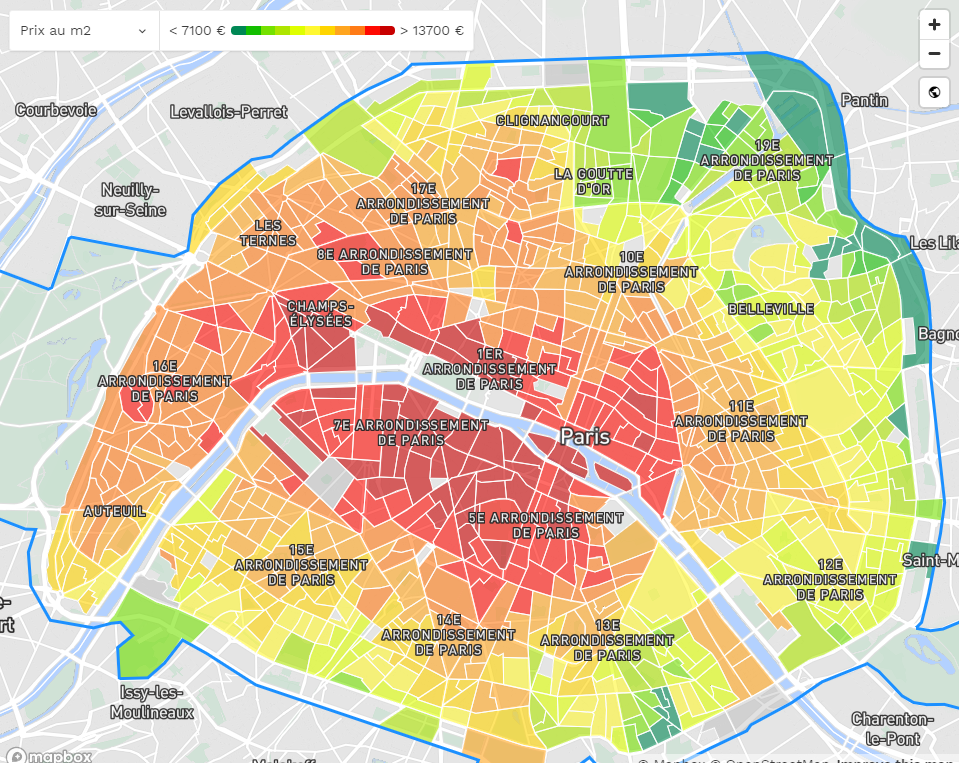 Prix au m2
< 7100 €
> 13700 €
+
−
Courbevoie
Levallois-Perret
CLIGNANCOURT
Pantin
19E
ARRONDISSEMENT
DE PARIS
LA GOUTTE
D'OR
Neuilly-
sur-Seine
17E
ARRONDISSEMENT
DE PARIS
LES
TERNES
8E ARRONDISSEMENT
DE PARIS
10E
ARRONDISSEMENT
DE PARIS
Les Lila
CHAMPS-
ÉLYSÉES
BELLEVILLE
Bagno
1ER
ARRONDISSEMENT
DE PARIS
16E
ARRONDISSEMENT
DE PARIS
7E ARRONDISSEMENT
DE PARIS
Paris
11E
ARRONDISSEMENT
DE PARIS
AUTEUIL
5E ARRONDISSEMENT
DE PARIS
15E
ARRONDISSEMENT
DE PARIS
12E
ARRONDISSEMENT
DE PARIS
Saint-M
e-
rt
14E
ARRONDISSEMENT
DE PARIS
13E
ARRONDISSEMENT
DE PARIS
Issy-les-
Moulineaux
Charenton-
le-Pont
mapbox
Malakoff
© Mapbox © OpenStreetMap Improve this map